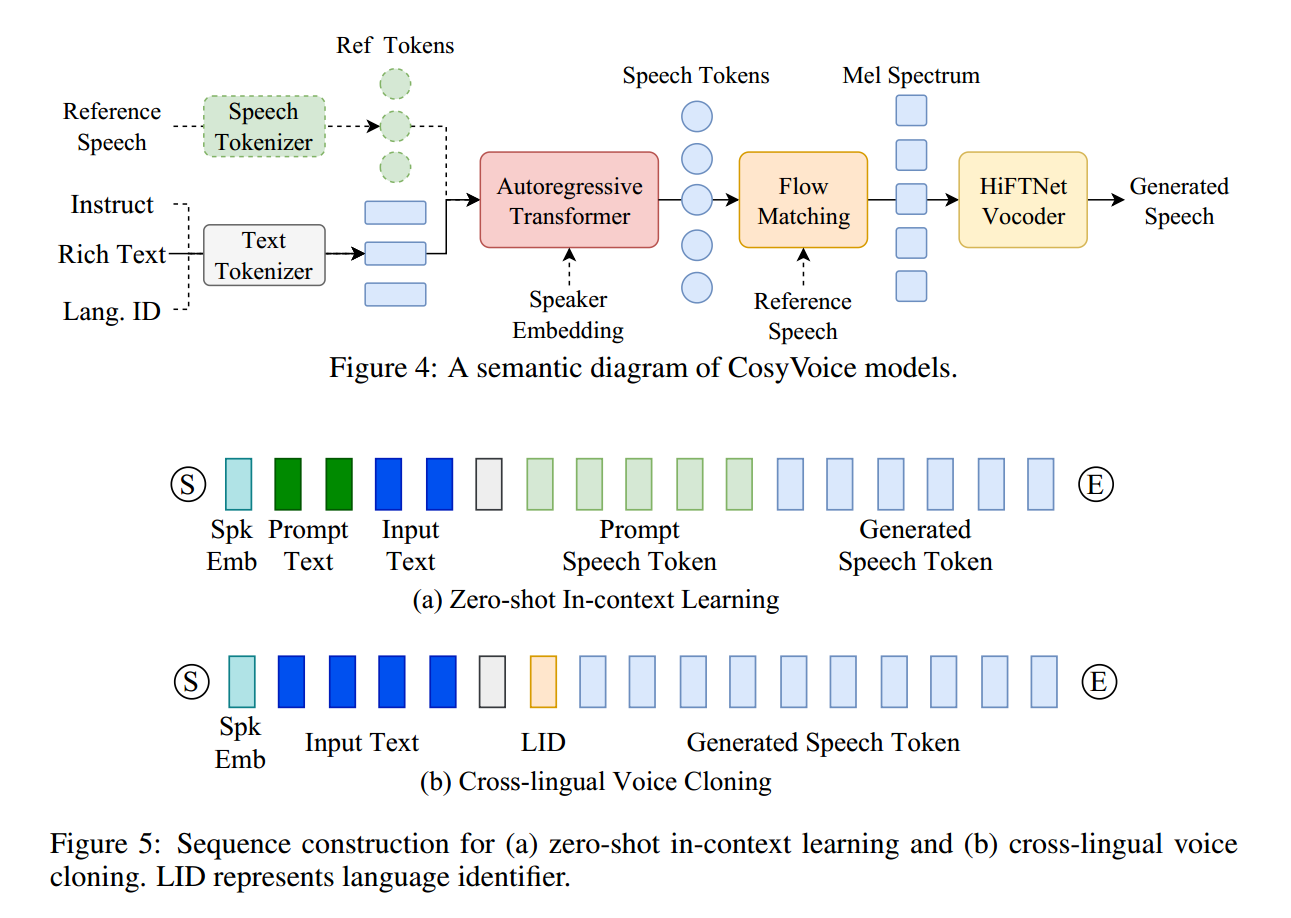 Ref Tokens
Speech Tokens
Mel Spectrum
Reference
Speech
Speech
Tokenizer
Instruct
Rich Text
Lang. ID
Text
Tokenizer
Autoregressive
Transformer
Speaker
Embedding
Flow
Matching
Reference
Speech
HiFTNet
Vocoder
Generated
Speech
Figure 4: A semantic diagram of CosyVoice models.
S
E
Spk
Emb
Prompt
Text
Input
Text
Prompt
Speech Token
Generated
Speech Token
(a) Zero-shot In-context Learning
S
E
Spk
Emb
Input Text
LID
Generated Speech Token
(b) Cross-lingual Voice Cloning
Figure 5: Sequence construction for (a) zero-shot in-context learning and (b) cross-lingual voice
cloning. LID represents language identifier.